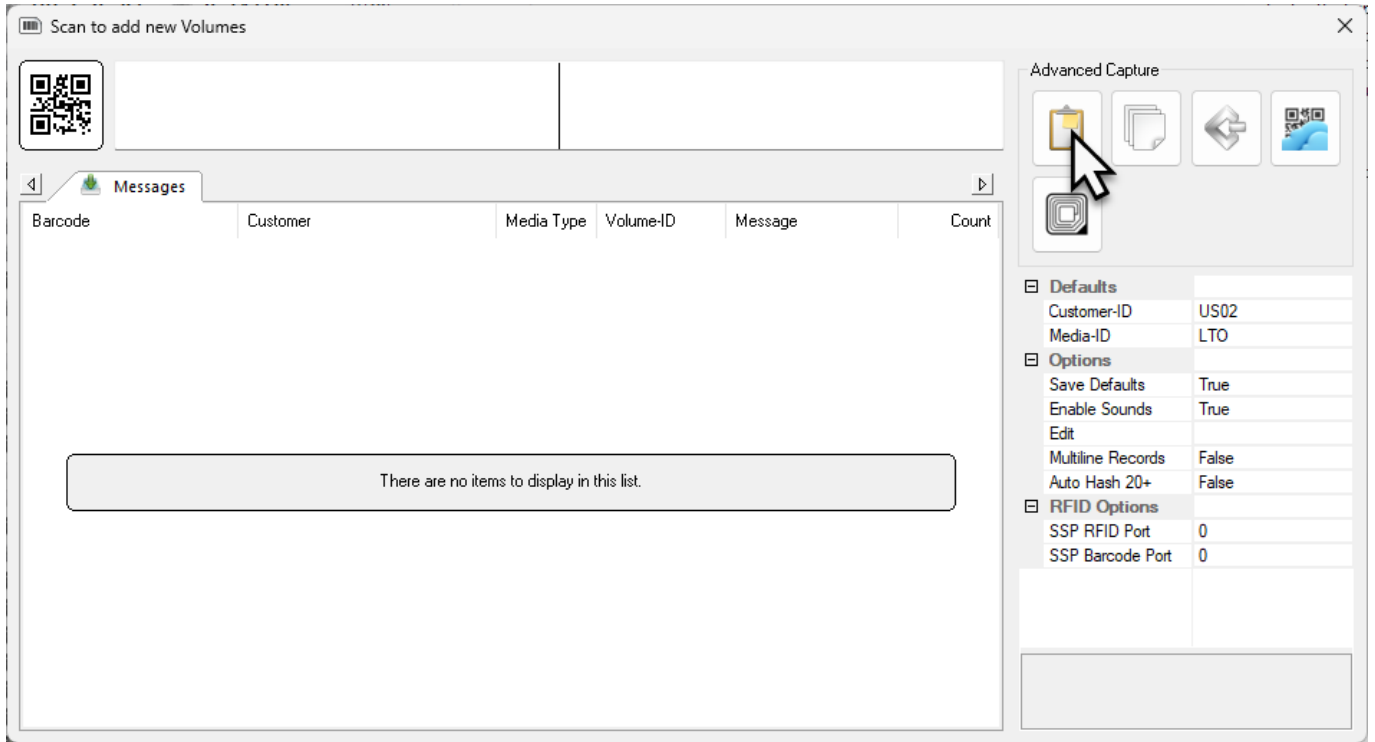 Scan to add new Volumes
Advanced Capture
Messages
Barcode Customer Media Type Volume-ID Message Count
There are no items to display in this list.
Defaults
Customer-ID US02
Media-ID LTO
Options
Save Defaults True
Enable Sounds True
Edit
Multiline Records False
Auto Hash 20+ False
RFID Options
SSP RFID Port 0
SSP Barcode Port 0